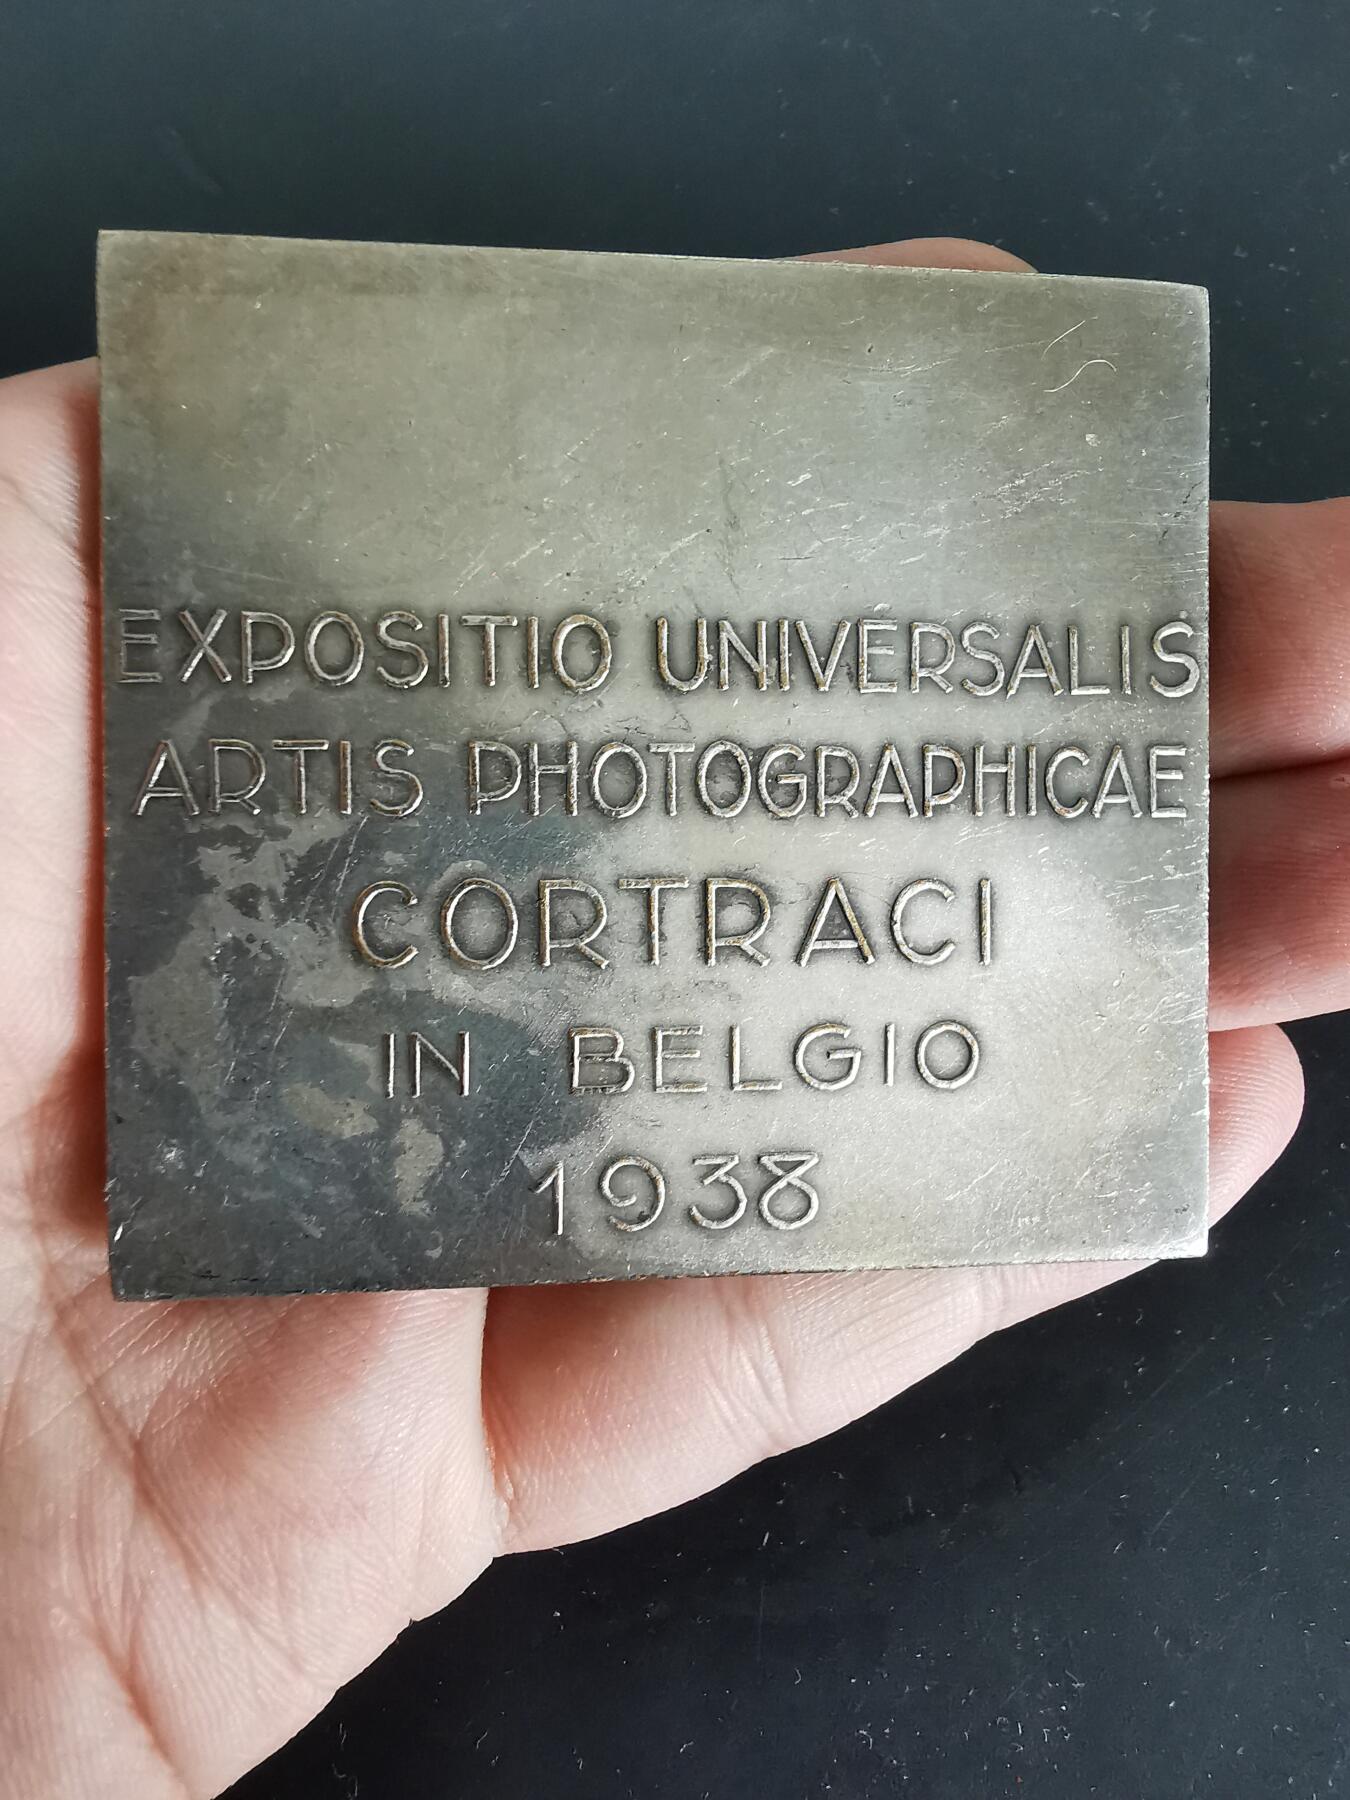 EXPOSITIO UNIVERSALIS
ARTIS PHOTOGRAPHICAE
CORTRACI
IN BELGIO
1938